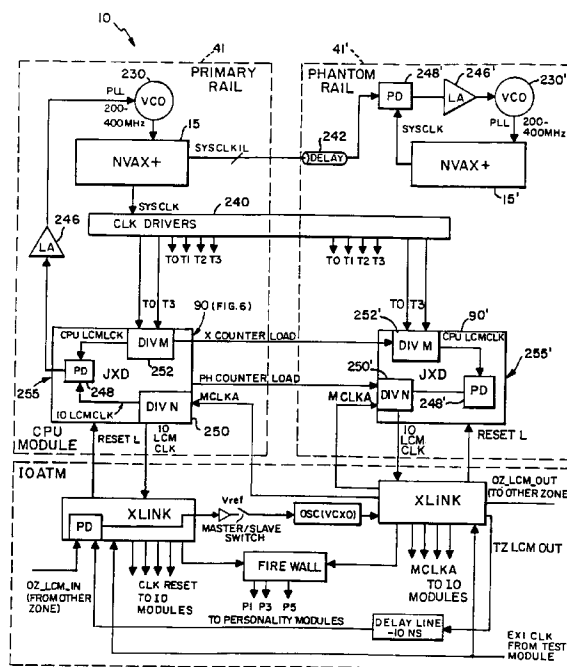 10
41
41'
PRIMARY RAIL
PHANTOM RAIL
230
VCO
PLL
200-400MHz
15
NVAX+
SYSCLKIL
242
DELAY
248'
PD
246'
LA
230'
VCO
PLL
200-400MHz
SYSCLK
NVAX+
15'
SYSCLK
240
CLK DRIVERS
246
LA
TO T1 T2 T3
TO T1 T2 T3
TO T3
TO T3
90 (FIG.6)
252'
90'
CPU LCMLCK
DIV M
X COUNTER LOAD
DIV M
CPU LCMCLK
252
250'
255
PD
JXD
PH COUNTER LOAD
JXD
255'
248
DIV N
PD
IO LCMCLK
DIV N
MCLKA
MCLKA
248'
CPU MODULE
250
RESET L
IO LCM CLK
IO LCM CLK
RESET L
IO ATM
XLINK
Vref
MASTER/SLAVE SWITCH
OSC (VCXO)
XLINK
OZ_LCM_OUT
(TO OTHER ZONE)
PD
TZ LCM OUT
OZ_LCM_IN
(FROM OTHER ZONE)
CLK RESET TO IO MODULES
FIRE WALL
MCLKA TO IO MODULES
P1 P3 P5
TO PERSONALITY MODULES
DELAY LINE
-10 NS
EX1 CLK FROM TEST MODULE